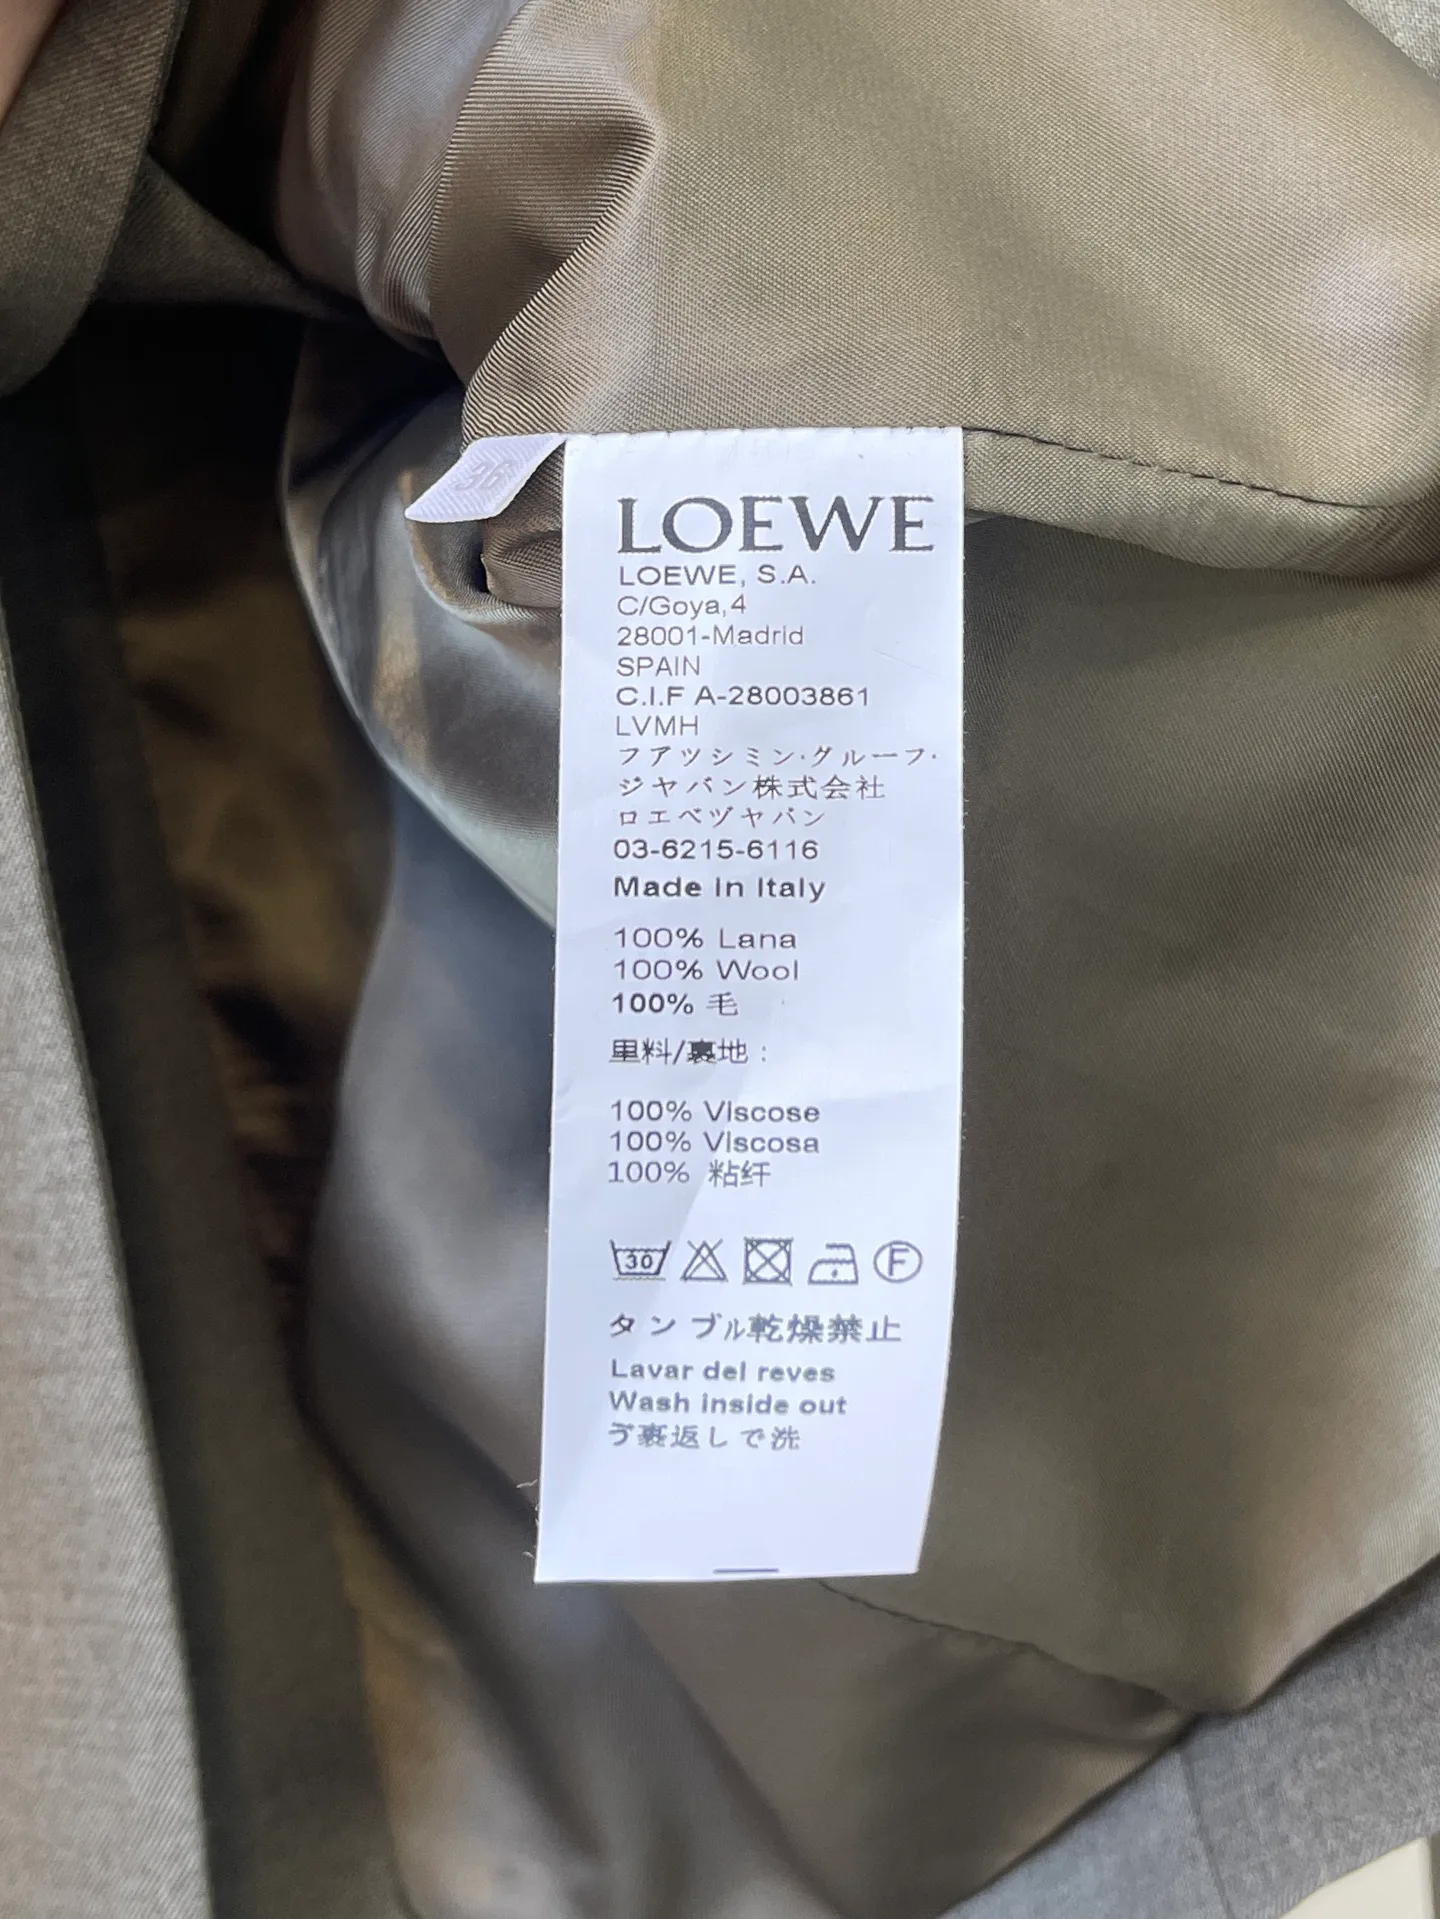 36
LOEWE
LOEWE, S.A.
C/Goya,4
28001-Madrid
SPAIN
C.I.F A-28003861
LVMH
フアツシミン·グルーフ·
ジヤバン株式会社
ロエベヅヤバン
03-6215-6116
Made in Italy
100% Lana
100% Wool
100% 毛
里料/裏地 :
100% Viscose
100% Viscosa
100% 粘纤
30 F
タンブル乾燥禁止
Lavar del reves
Wash inside out
う裏返しで洗